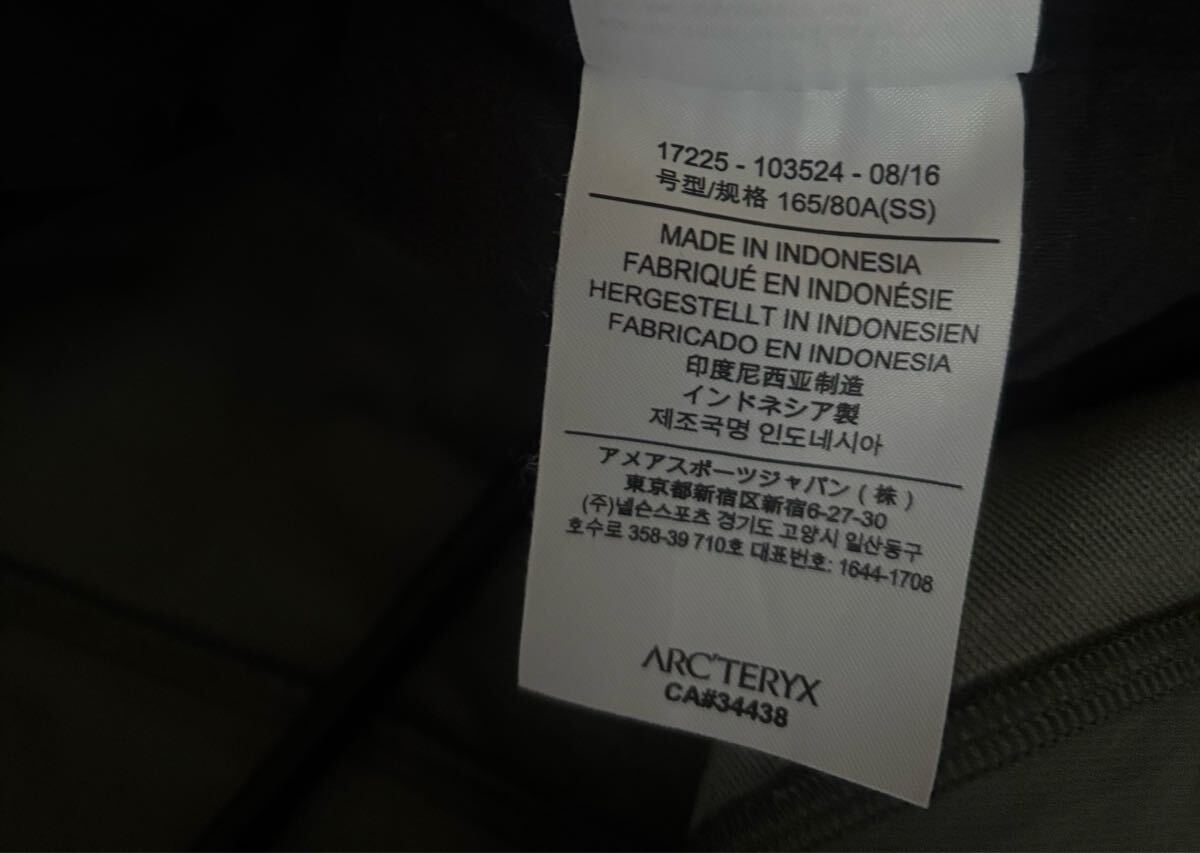 17225 - 103524 - 08/16
号型/规格 165/80A(SS)
MADE IN INDONESIA
FABRIQUÉ EN INDONÉSIE
HERGESTELLT IN INDONESIEN
FABRICADO EN INDONESIA
印度尼西亚制造
インドネシア製
제조국명 인도네시아
アメアスポーツジャパン ( 株 )
東京都新宿区新宿6-27-30
(주)넬슨스포츠 경기도 고양시 일산동구
호수로 358-39 710호 대표번호: 1644-1708
ARC'TERYX
CA#34438